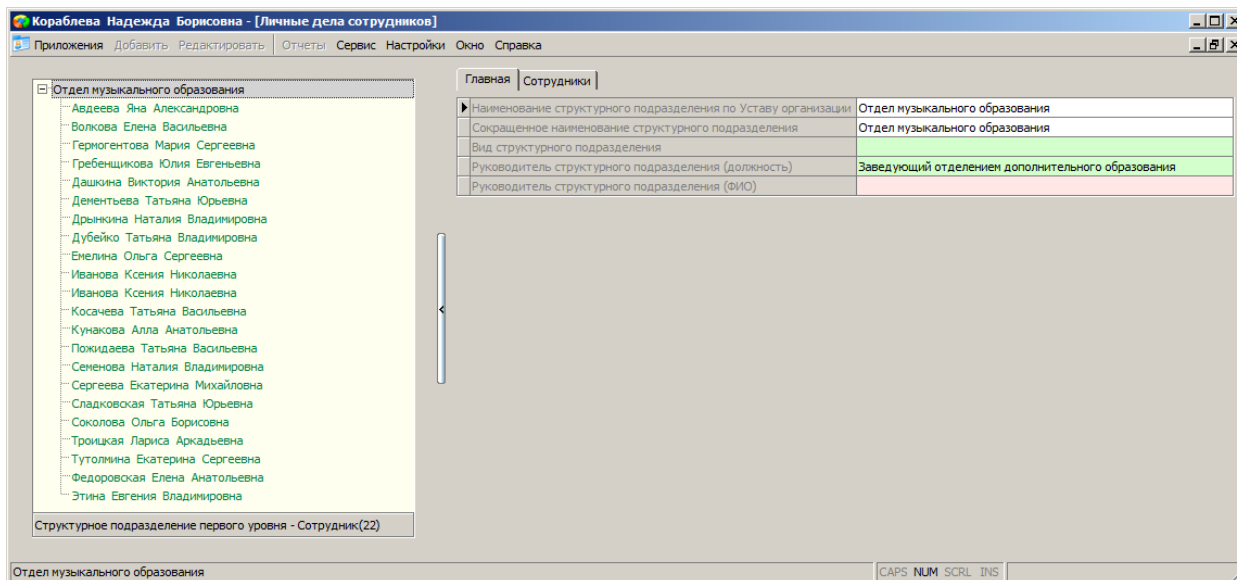 Кораблева Надежда Борисовна - [Личные дела сотрудников]
Приложения Добавить Редактировать Отчеты Сервис Настройки Окно Справка
Отдел музыкального образования
Авдеева Яна Александровна
Волкова Елена Васильевна
Гермогентова Мария Сергеевна
Гребенщикова Юлия Евгеньевна
Дашкина Виктория Анатольевна
Дементьева Татьяна Юрьевна
Дрынкина Наталия Владимировна
Дубейко Татьяна Владимировна
Емелина Ольга Сергеевна
Иванова Ксения Николаевна
Иванова Ксения Николаевна
Косачева Татьяна Васильевна
Кунакова Алла Анатольевна
Пожидаева Татьяна Васильевна
Семенова Наталия Владимировна
Сергеева Екатерина Михайловна
Сладковская Татьяна Юрьевна
Соколова Ольга Борисовна
Троицкая Лариса Аркадьевна
Тутолмина Екатерина Сергеевна
Федоровская Елена Анатольевна
Этина Евгения Владимировна
Структурное подразделение первого уровня - Сотрудник(22)
Главная Сотрудники
Наименование структурного подразделения по Уставу организации Отдел музыкального образования
Сокращенное наименование структурного подразделения Отдел музыкального образования
Вид структурного подразделения
Руководитель структурного подразделения (должность) Заведующий отделением дополнительного образования
Руководитель структурного подразделения (ФИО)
Отдел музыкального образования CAPS NUM SCRL INS